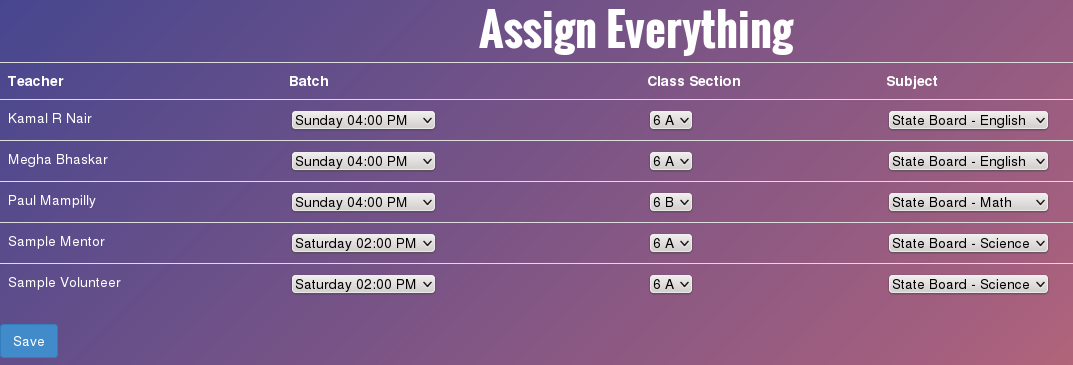 Assign Everything
Teacher Batch Class Section Subject
Kamal R Nair Sunday 04:00 PM 6 A State Board - English
Megha Bhaskar Sunday 04:00 PM 6 A State Board - English
Paul Mampilly Sunday 04:00 PM 6 B State Board - Math
Sample Mentor Saturday 02:00 PM 6 A State Board - Science
Sample Volunteer Saturday 02:00 PM 6 A State Board - Science
Save